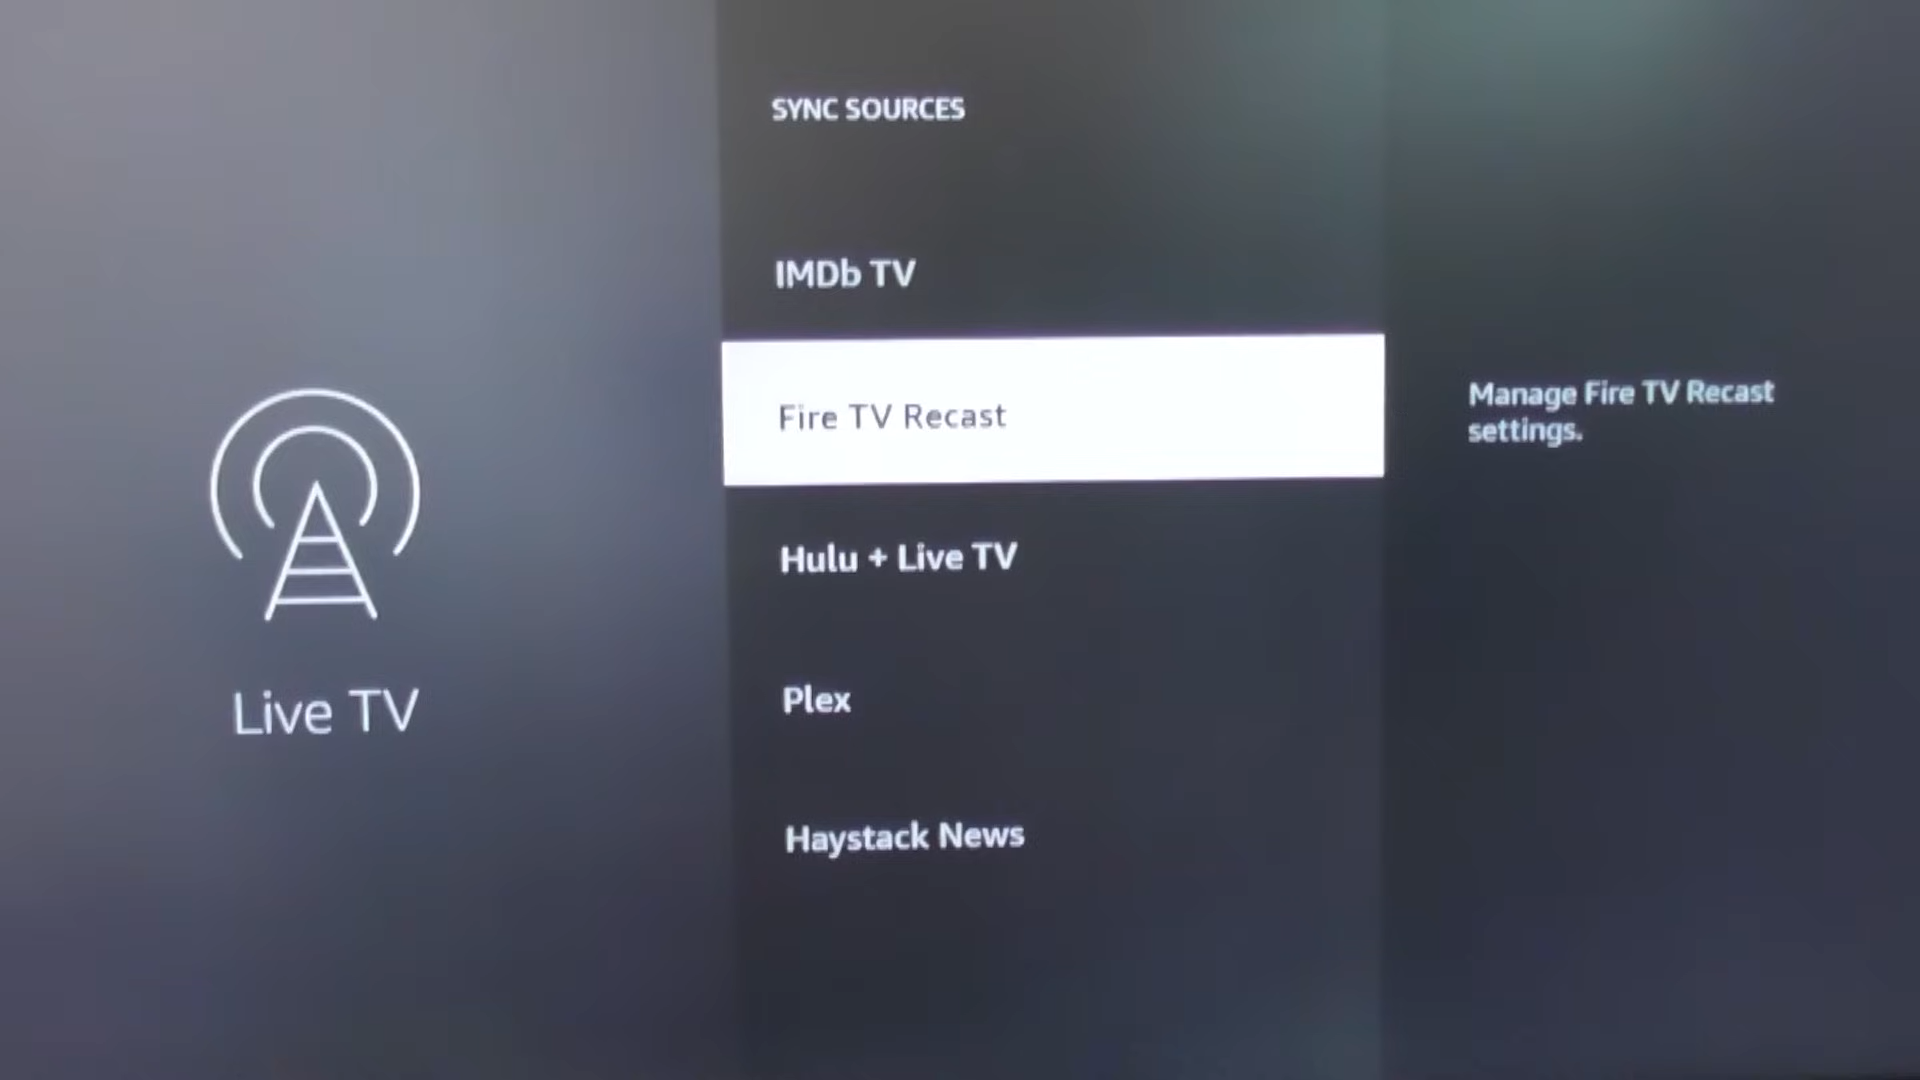 Live TV
SYNC SOURCES
IMDb TV
Fire TV Recast
Hulu + Live TV
Plex
Haystack News
Manage Fire TV Recast
settings.